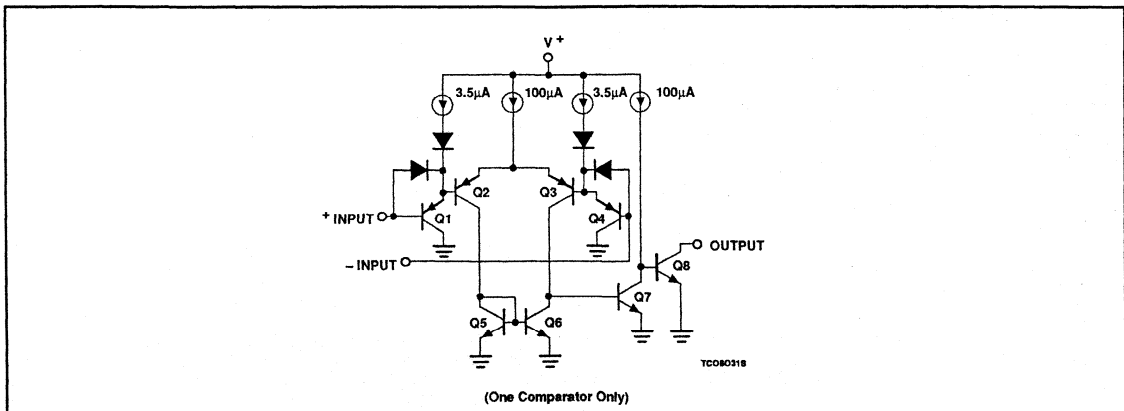 V+
3.5μA
100μA
3.5μA
100μA
Q2
Q3
+ INPUT
Q1
Q4
– INPUT
OUTPUT
Q8
Q7
Q5
Q6
TC08031S
(One Comparator Only)